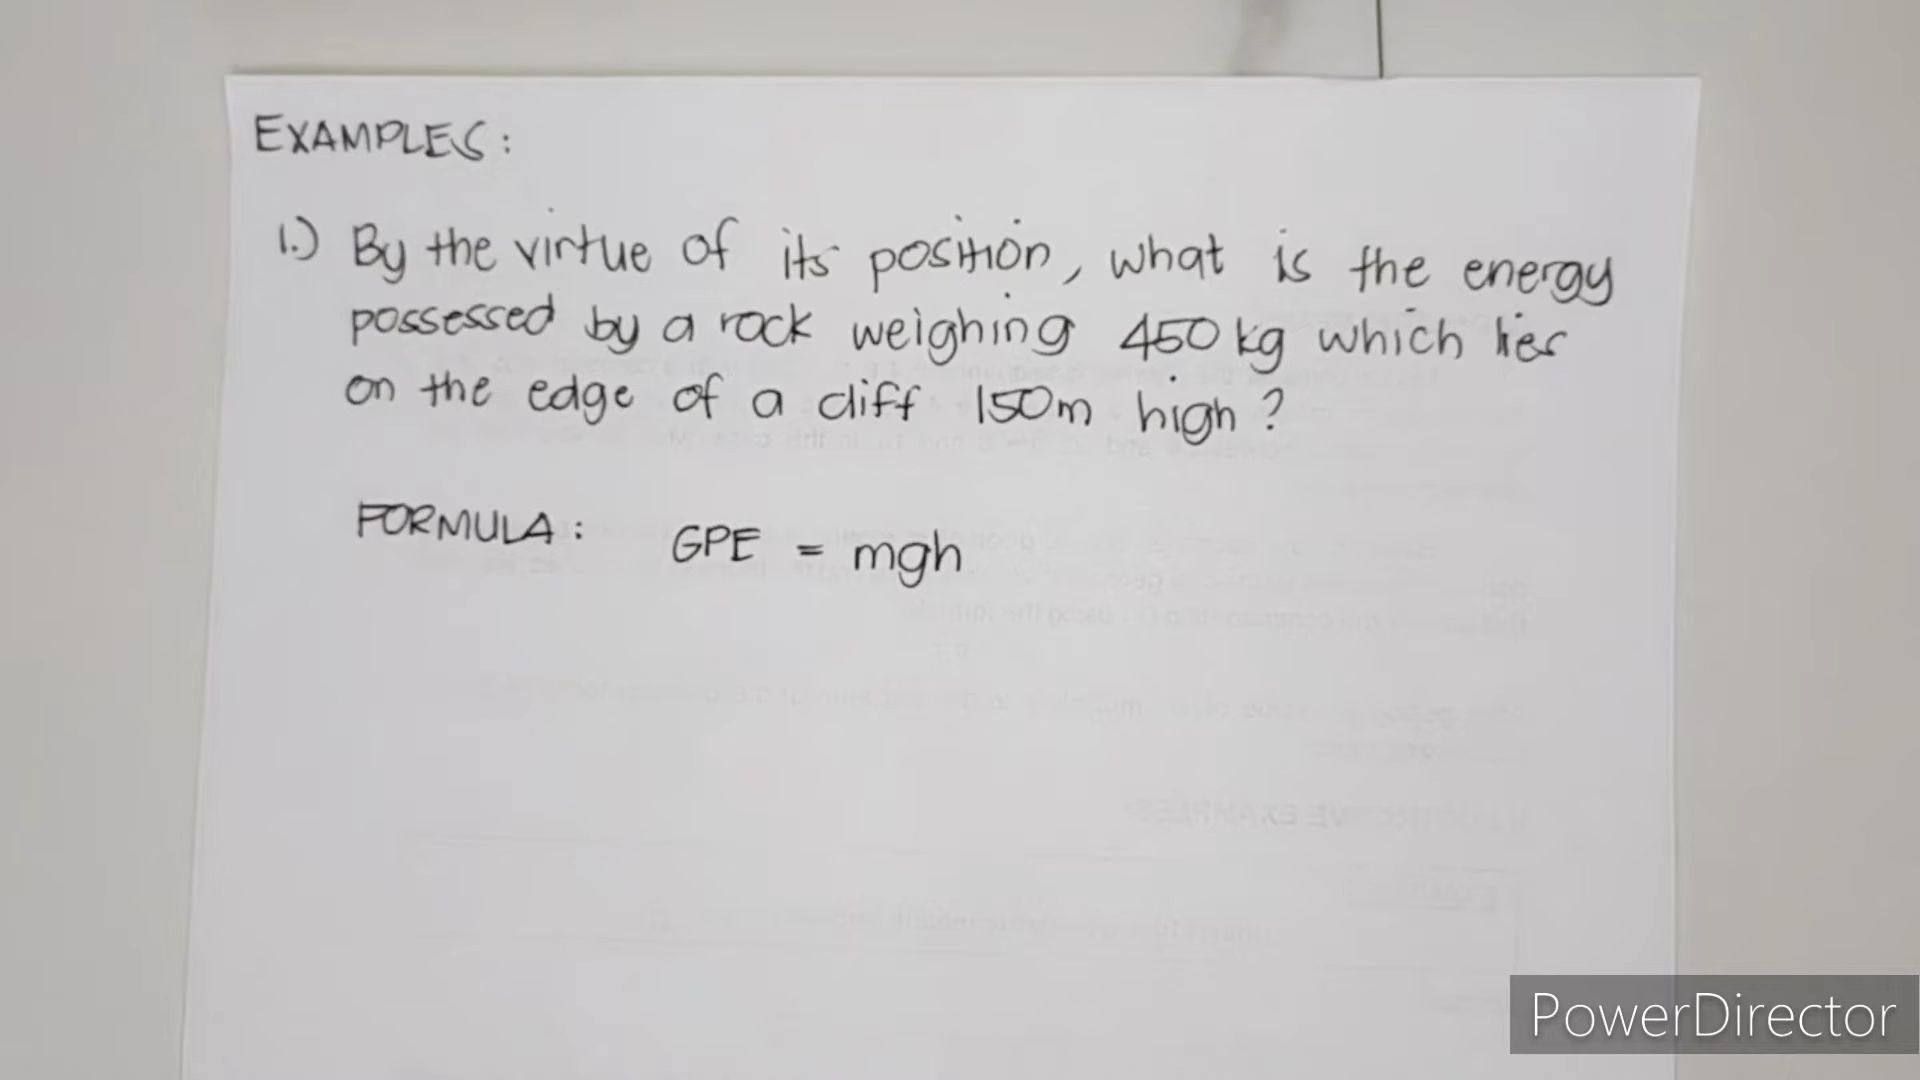 EXAMPLES:
1.) By the virtue of its position, what is the energy
possessed by a rock weighing 450 kg which lies
on the edge of a cliff 150m high?
FORMULA: GPE = mgh
PowerDirector